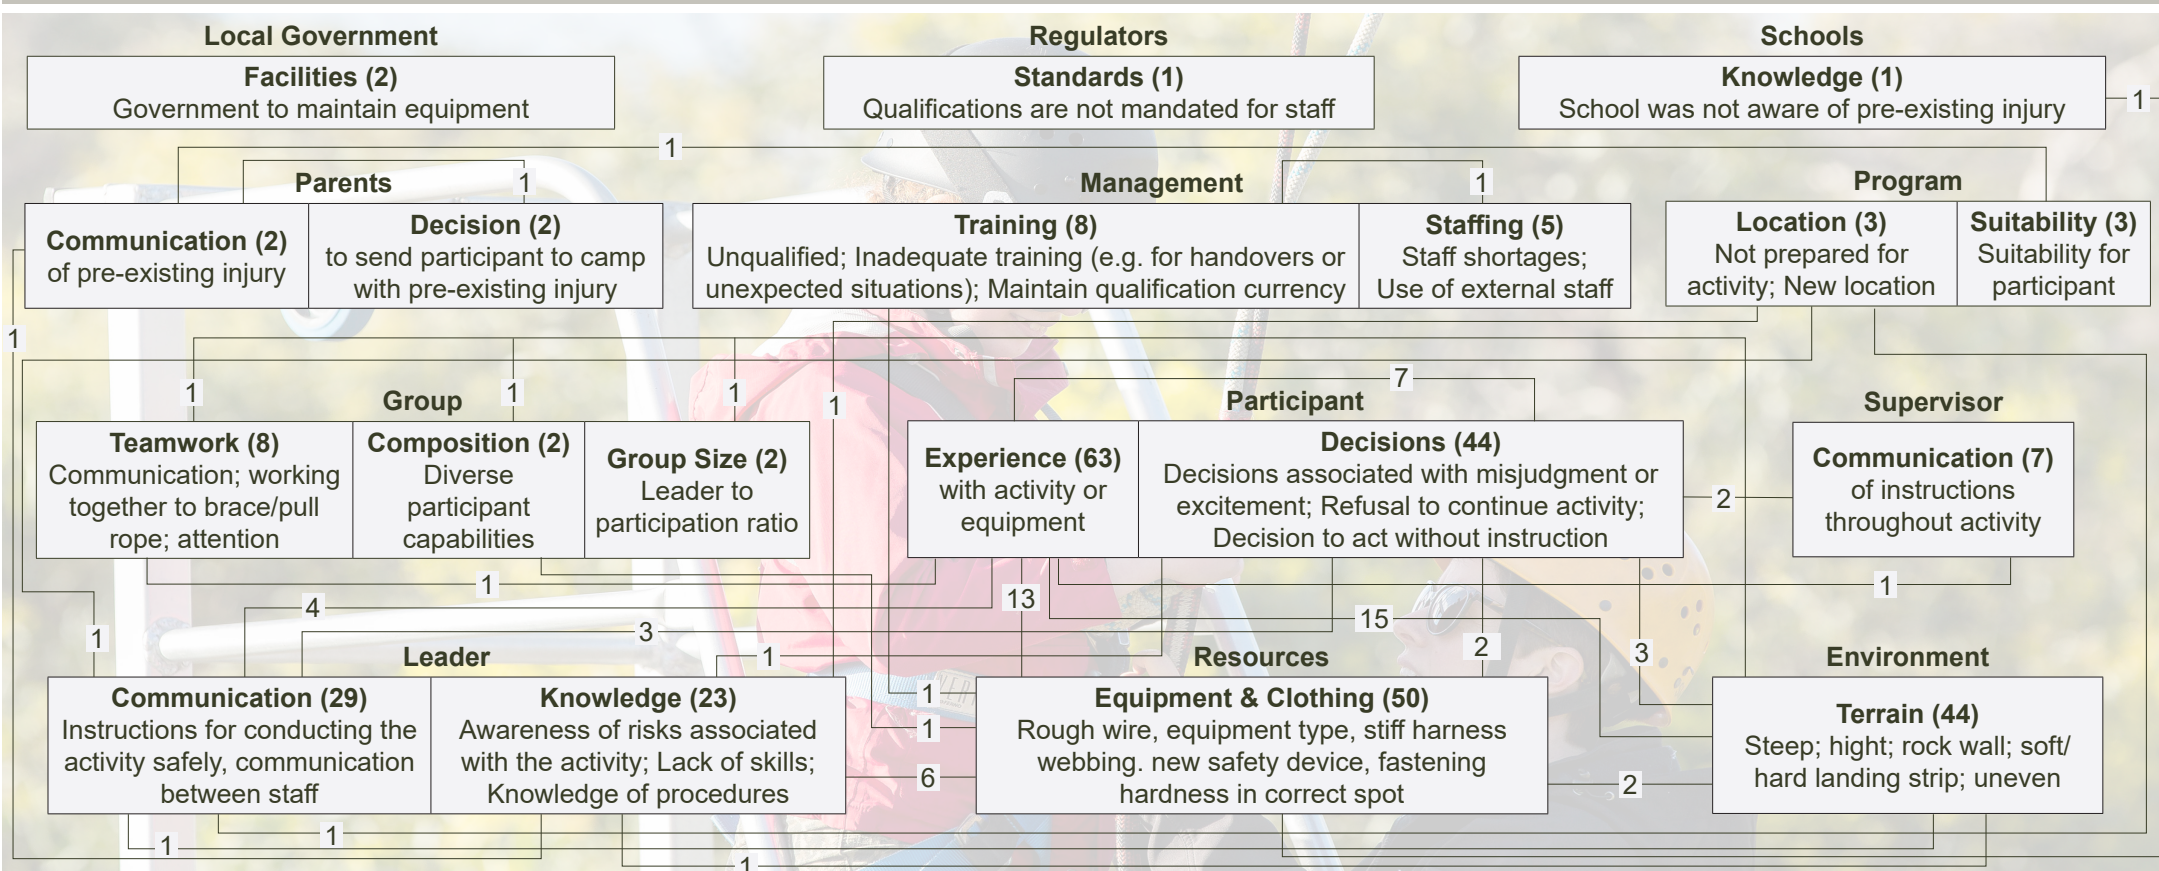 Local Government
Facilities (2)
Government to maintain equipment
Regulators
Standards (1)
Qualifications are not mandated for staff
Schools
Knowledge (1)
School was not aware of pre-existing injury
1
1
Parents
1
Communication (2)
of pre-existing injury
Decision (2)
to send participant to camp
with pre-existing injury
Management
1
Training (8)
Unqualified; Inadequate training (e.g. for handovers or
unexpected situations); Maintain qualification currency
Staffing (5)
Staff shortages;
Use of external staff
Program
Location (3)
Not prepared for
activity; New location
Suitability (3)
Suitability for
participant
1
1
1
1
1
7
Group
Teamwork (8)
Communication; working
together to brace/pull
rope; attention
Composition (2)
Diverse
participant
capabilities
Group Size (2)
Leader to
participation ratio
Participant
Experience (63)
with activity or
equipment
Decisions (44)
Decisions associated with misjudgment or
excitement; Refusal to continue activity;
Decision to act without instruction
2
Supervisor
Communication (7)
of instructions
throughout activity
1
4
13
1
15
3
1
1
2
3
Leader
Communication (29)
Instructions for conducting the
activity safely, communication
between staff
Knowledge (23)
Awareness of risks associated
with the activity; Lack of skills;
Knowledge of procedures
1
1
6
Resources
Equipment & Clothing (50)
Rough wire, equipment type, stiff harness
webbing. new safety device, fastening
hardness in correct spot
2
Environment
Terrain (44)
Steep; hight; rock wall; soft/
hard landing strip; uneven
1
1
1